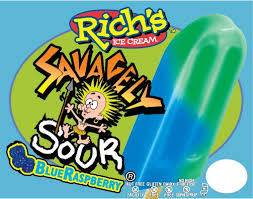 Rich's
ICE CREAM
SAVAGELY
SOUR
BLUE RASPBERRY
®